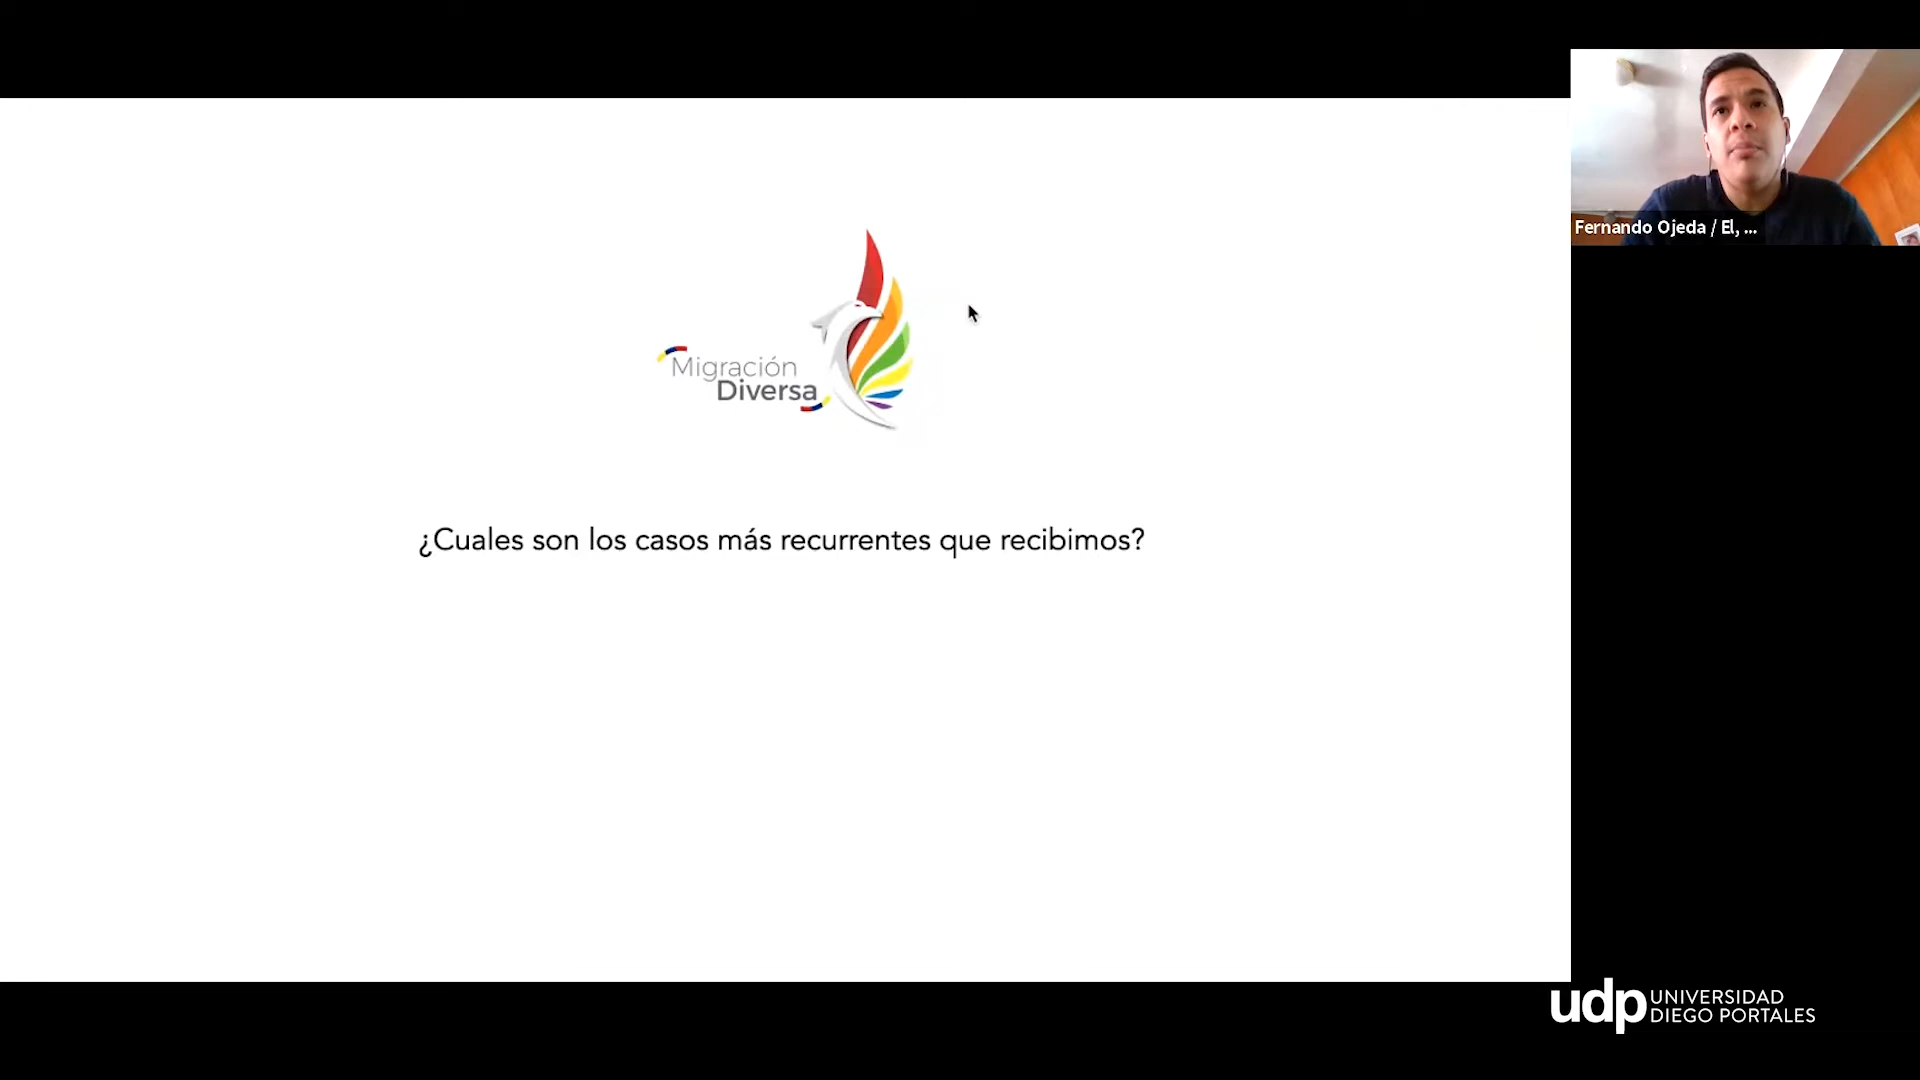 Fernando Ojeda / El, ...
Migración
Diversa
¿Cuales son los casos más recurrentes que recibimos?
udp UNIVERSIDAD
DIEGO PORTALES